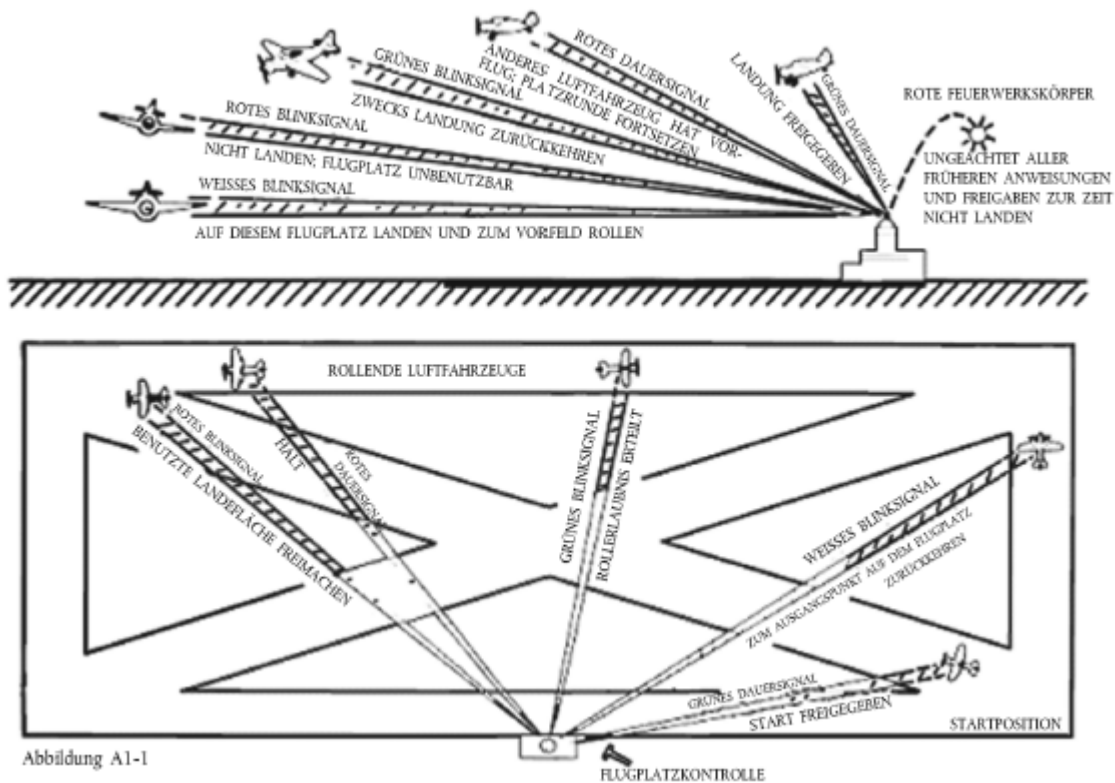 ROTES DAUERSIGNAL
ANDERES LUFTFAHRZEUG HAT VOR-
FLUG; PLATZRUNDE FORTSETZEN
GRÜNES BLINKSIGNAL
ZWECKS LANDUNG ZURÜCKKEHREN
GRÜNES DAUERSIGNAL
LANDUNG FREIGEGEBEN
ROTES BLINKSIGNAL
NICHT LANDEN; FLUGPLATZ UNBENUTZBAR
WEISSES BLINKSIGNAL
AUF DIESEM FLUGPLATZ LANDEN UND ZUM VORFELD ROLLEN
ROTE FEUERWERKSKÖRPER
UNGEACHTET ALLER
FRÜHEREN ANWEISUNGEN
UND FREIGABEN ZUR ZEIT
NICHT LANDEN
ROLLENDE LUFTFAHRZEUGE
ROTES BLINKSIGNAL
BENUTZTE LANDEFLÄCHE FREIMACHEN
ROTES
DAUERSIGNAL
HALT
GRÜNES BLINKSIGNAL
ROLLERLAUBNIS ERTEILT
WEISSES BLINKSIGNAL
ZUM AUSGANGSPUNKT AUF DEM FLUGPLATZ
ZURÜCKKEHREN
GRÜNES DAUERSIGNAL
START FREIGEGEBEN
STARTPOSITION
Abbildung A1-1
FLUGPLATZKONTROLLE